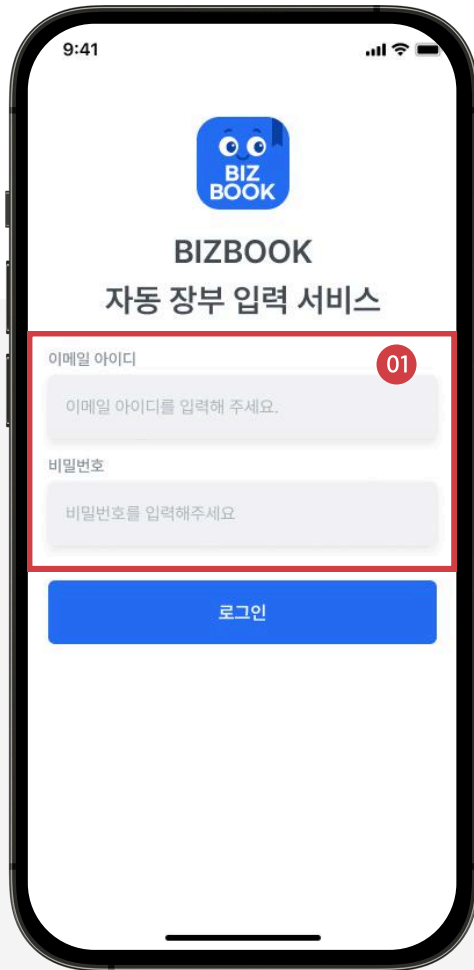 9:41
BIZ
BOOK
BIZBOOK
자동 장부 입력 서비스
이메일 아이디
01
이메일 아이디를 입력해 주세요.
비밀번호
비밀번호를 입력해주세요
로그인